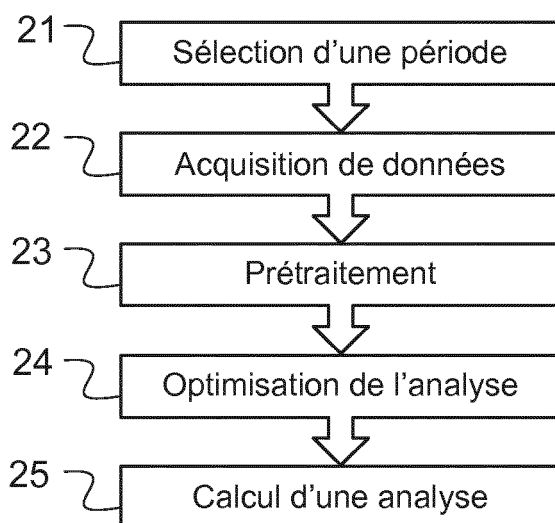 21 Sélection d'une période
22 Acquisition de données
23 Prétraitement
24 Optimisation de l'analyse
25 Calcul d'une analyse